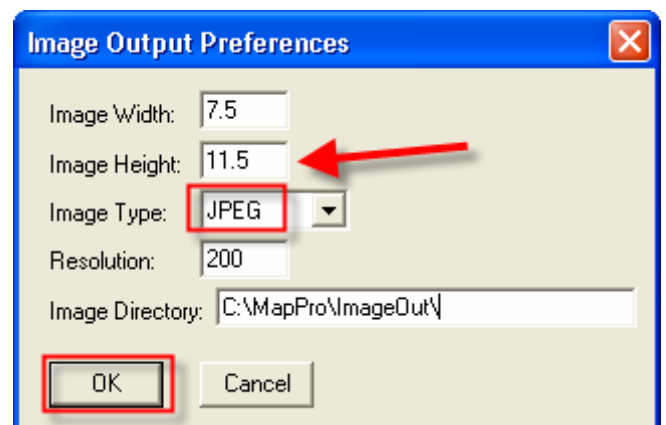 Image Output Preferences
Image Width: 7.5
Image Height: 11.5
Image Type: JPEG
Resolution: 200
Image Directory: C:\MapPro\ImageOut\
OK Cancel